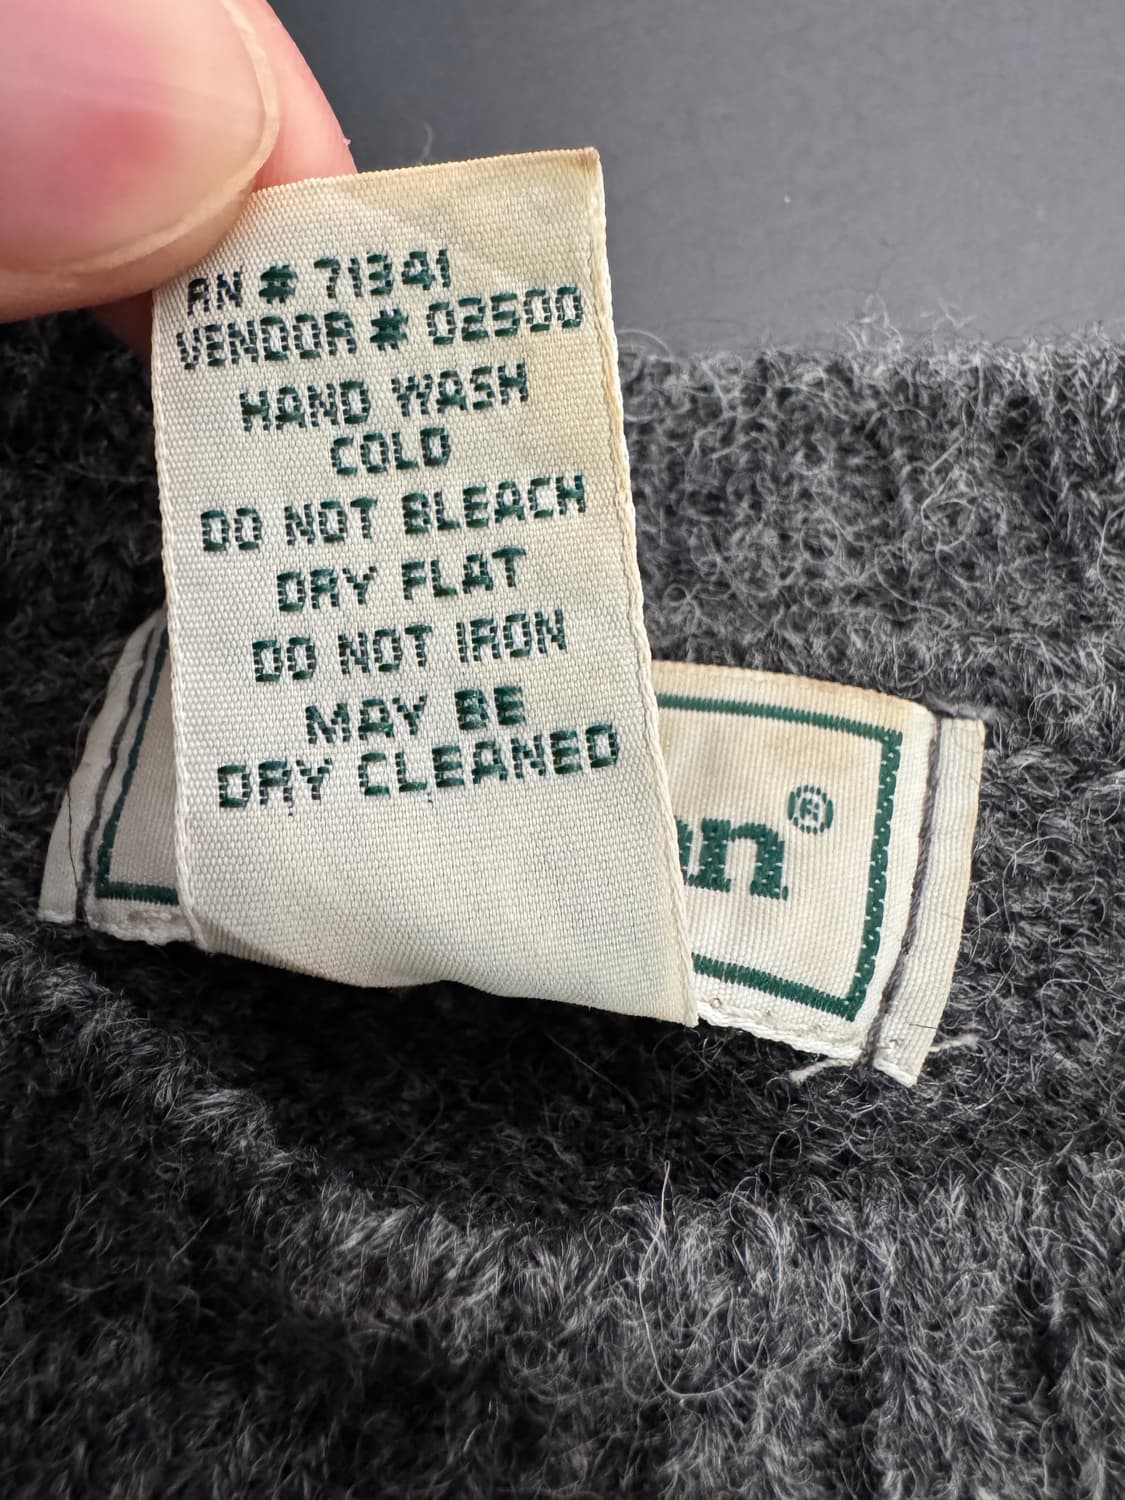 RN # 71341
VENDOR # 02500
HAND WASH
COLD
DO NOT BLEACH
DRY FLAT
DO NOT IRON
MAY BE
DRY CLEANED